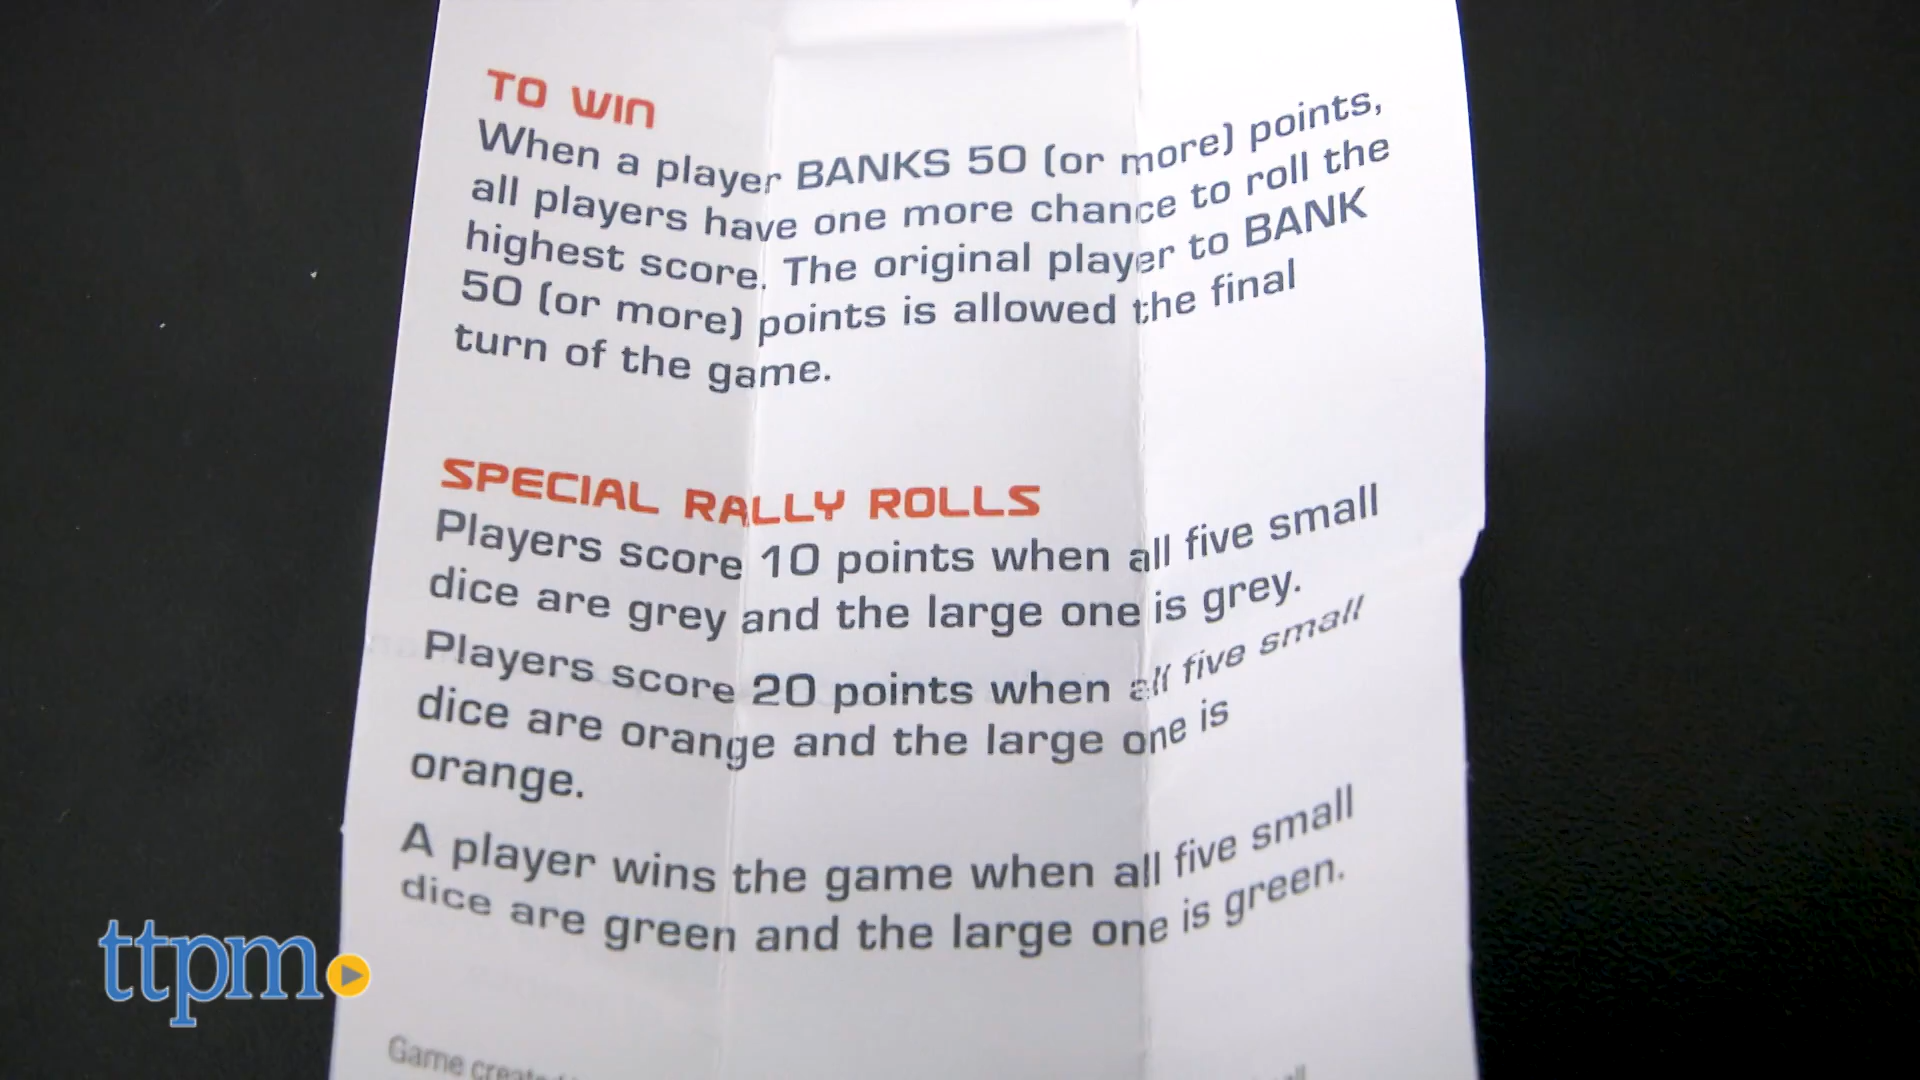 TO WIN
When a player BANKS 50 (or more) points,
all players have one more chance to roll the
highest score. The original player to BANK
50 (or more) points is allowed the final
turn of the game.
SPECIAL RALLY ROLLS
Players score 10 points when all five small
dice are grey and the large one is grey.
Players score 20 points when all five small
dice are orange and the large one is
orange.
A player wins the game when all five small
dice are green and the large one is green.
ttpm
Game